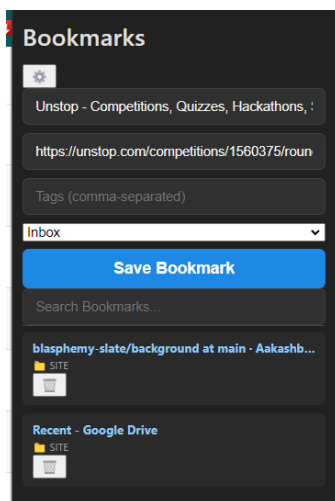 Bookmarks
Unstop - Competitions, Quizzes, Hackathons,
https://unstop.com/competitions/1560375/roun
Tags (comma-separated)
Inbox
Save Bookmark
Search Bookmarks...
blasphemy-slate/background at main · Aakashb...
SITE
Recent - Google Drive
SITE